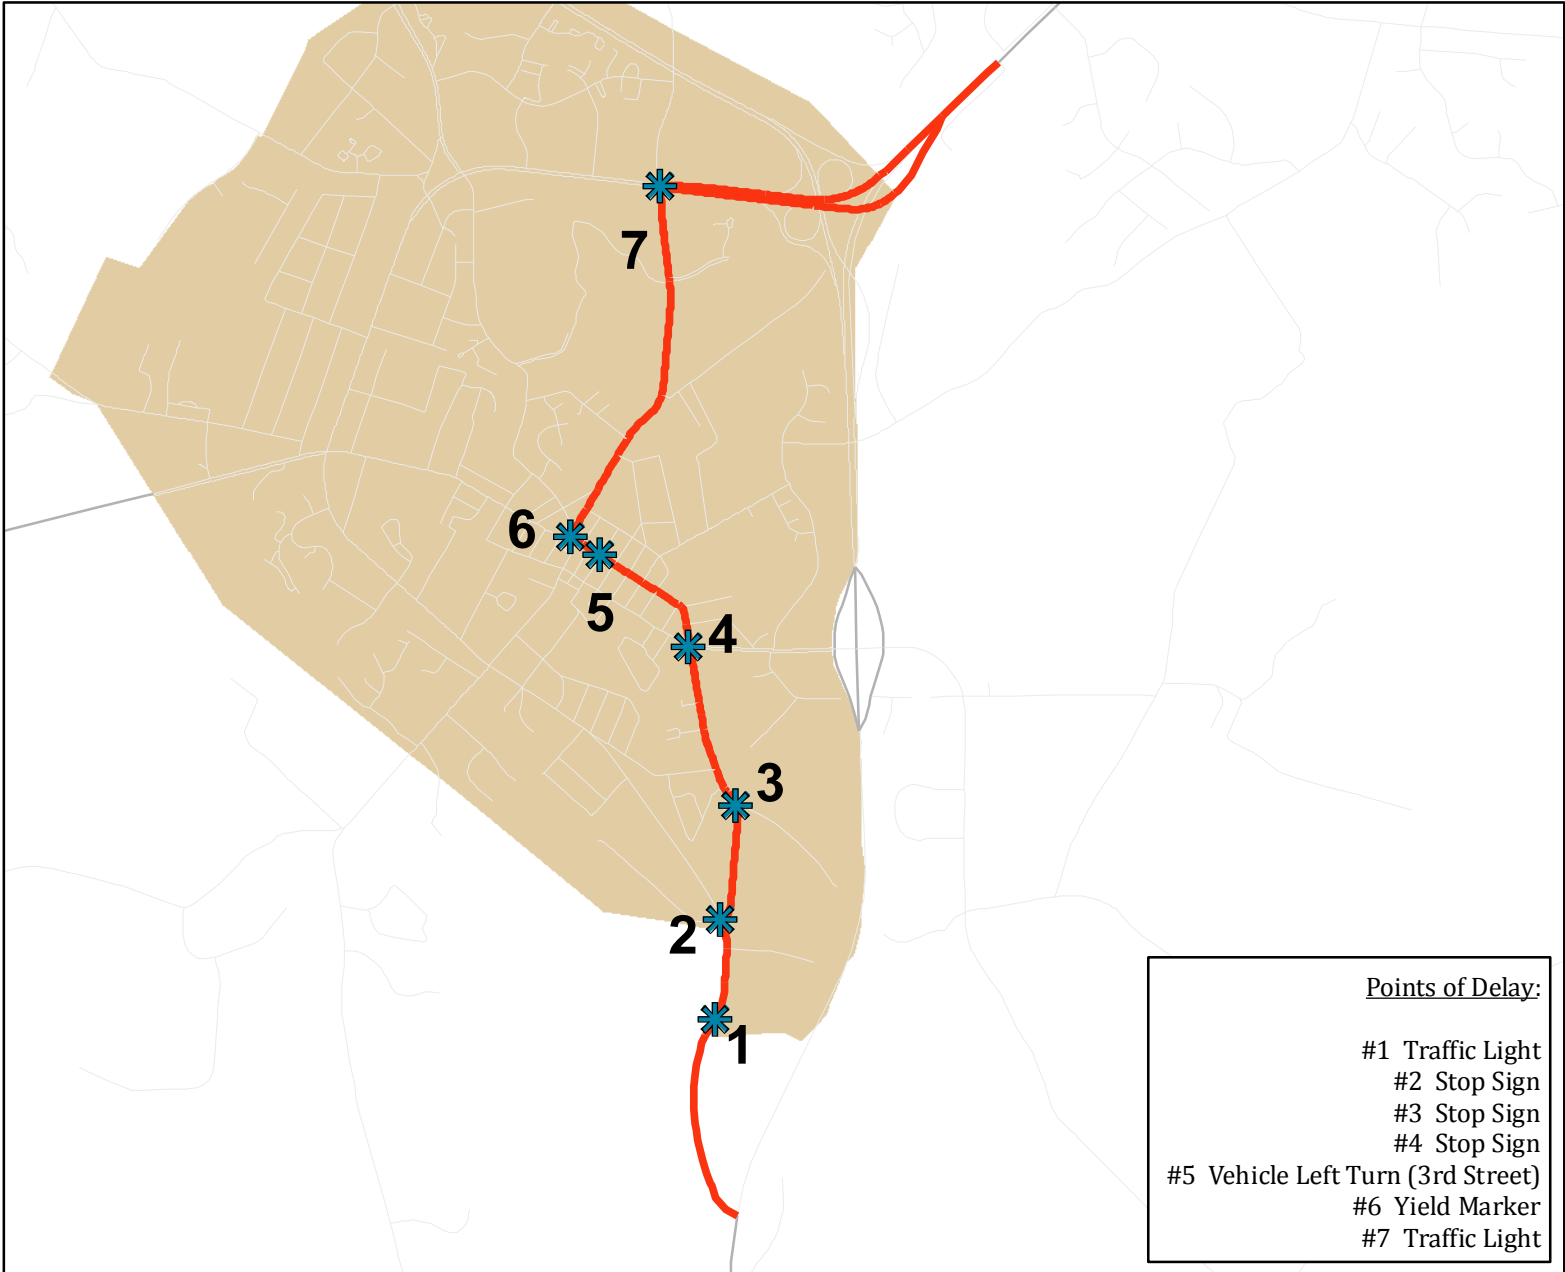 7
6
5
4
3
2
1
Points of Delay:
#1 Traffic Light
#2 Stop Sign
#3 Stop Sign
#4 Stop Sign
#5 Vehicle Left Turn (3rd Street)
#6 Yield Marker
#7 Traffic Light